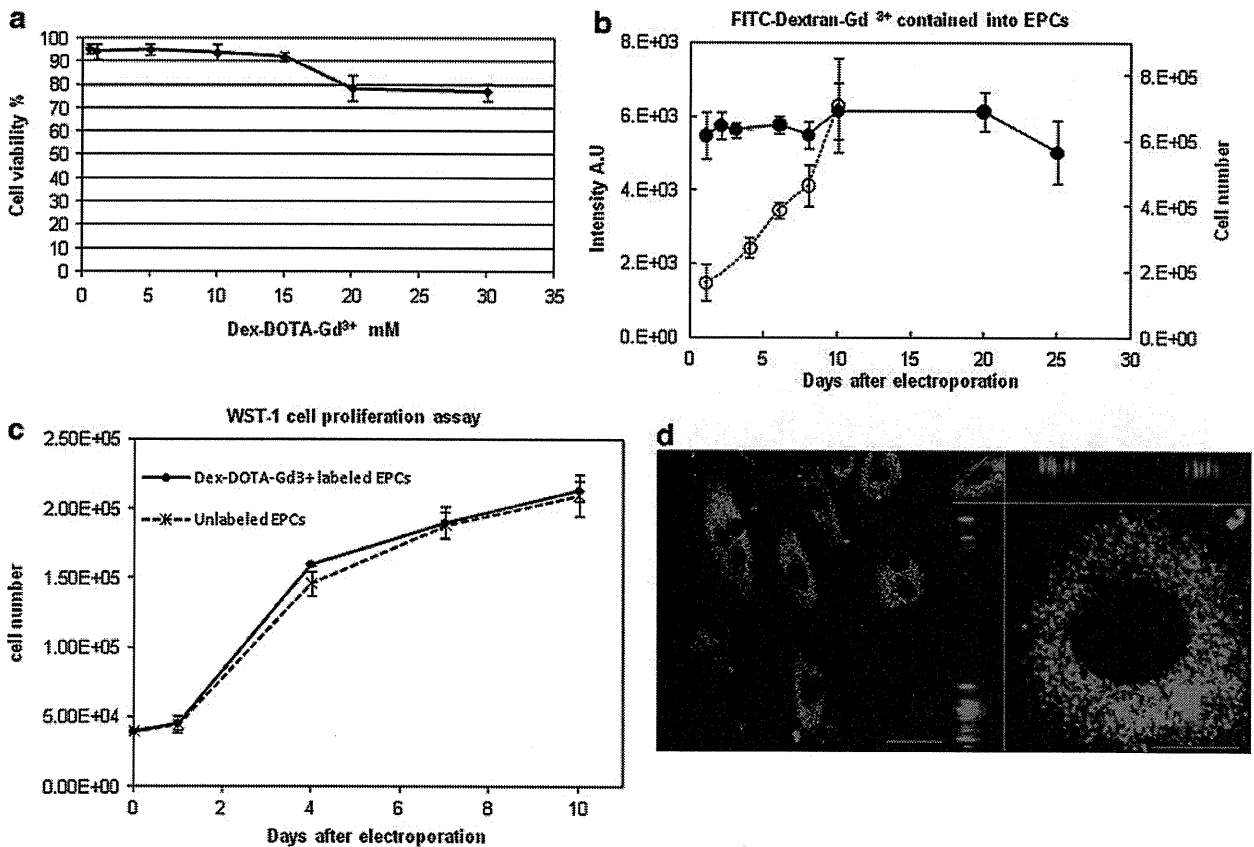 a
100
90
80
70
60
50
40
30
20
10
0
Cell viability %
0 5 10 15 20 25 30 35
Dex-DOTA-Gd³⁺ mM
b
FITC-Dextran-Gd ³⁺ contained into EPCs
8.E+03
6.E+03
4.E+03
2.E+03
0.E+00
Intensity A.U
8.E+05
6.E+05
4.E+05
2.E+05
0.E+00
Cell number
0 5 10 15 20 25 30
Days after electroporation
c
WST-1 cell proliferation assay
2.50E+05
2.00E+05
1.50E+05
1.00E+05
5.00E+04
0.00E+00
cell number
Dex-DOTA-Gd3+ labeled EPCs
Unlabeled EPCs
0 2 4 6 8 10
Days after electroporation
d